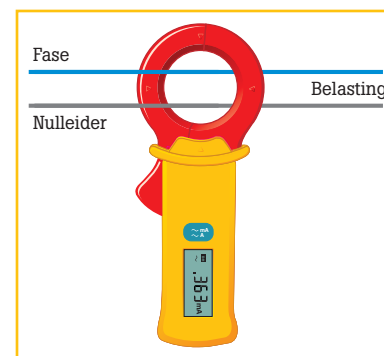 Fase
Belasting
Nulleider
~ mA
~ A
.363 mA